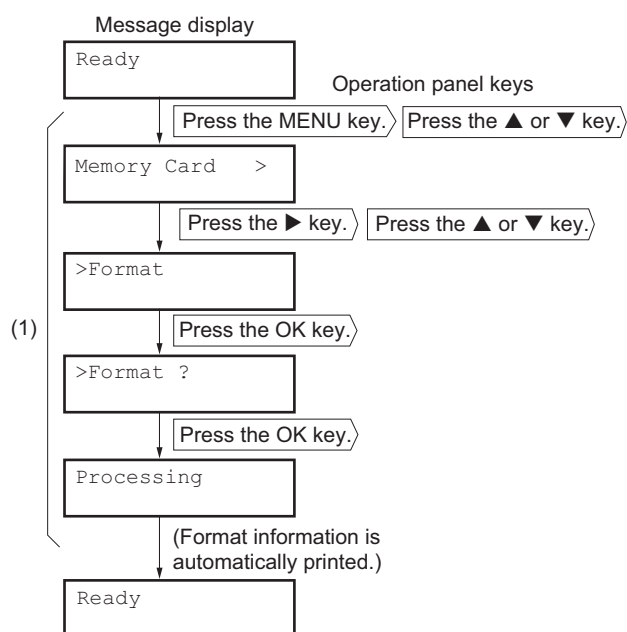 Message display
Ready
Operation panel keys
Press the MENU key. Press the ▲ or ▼ key.
Memory Card >
Press the ▶ key. Press the ▲ or ▼ key.
>Format
Press the OK key.
(1)
>Format ?
Press the OK key.
Processing
(Format information is
automatically printed.)
Ready